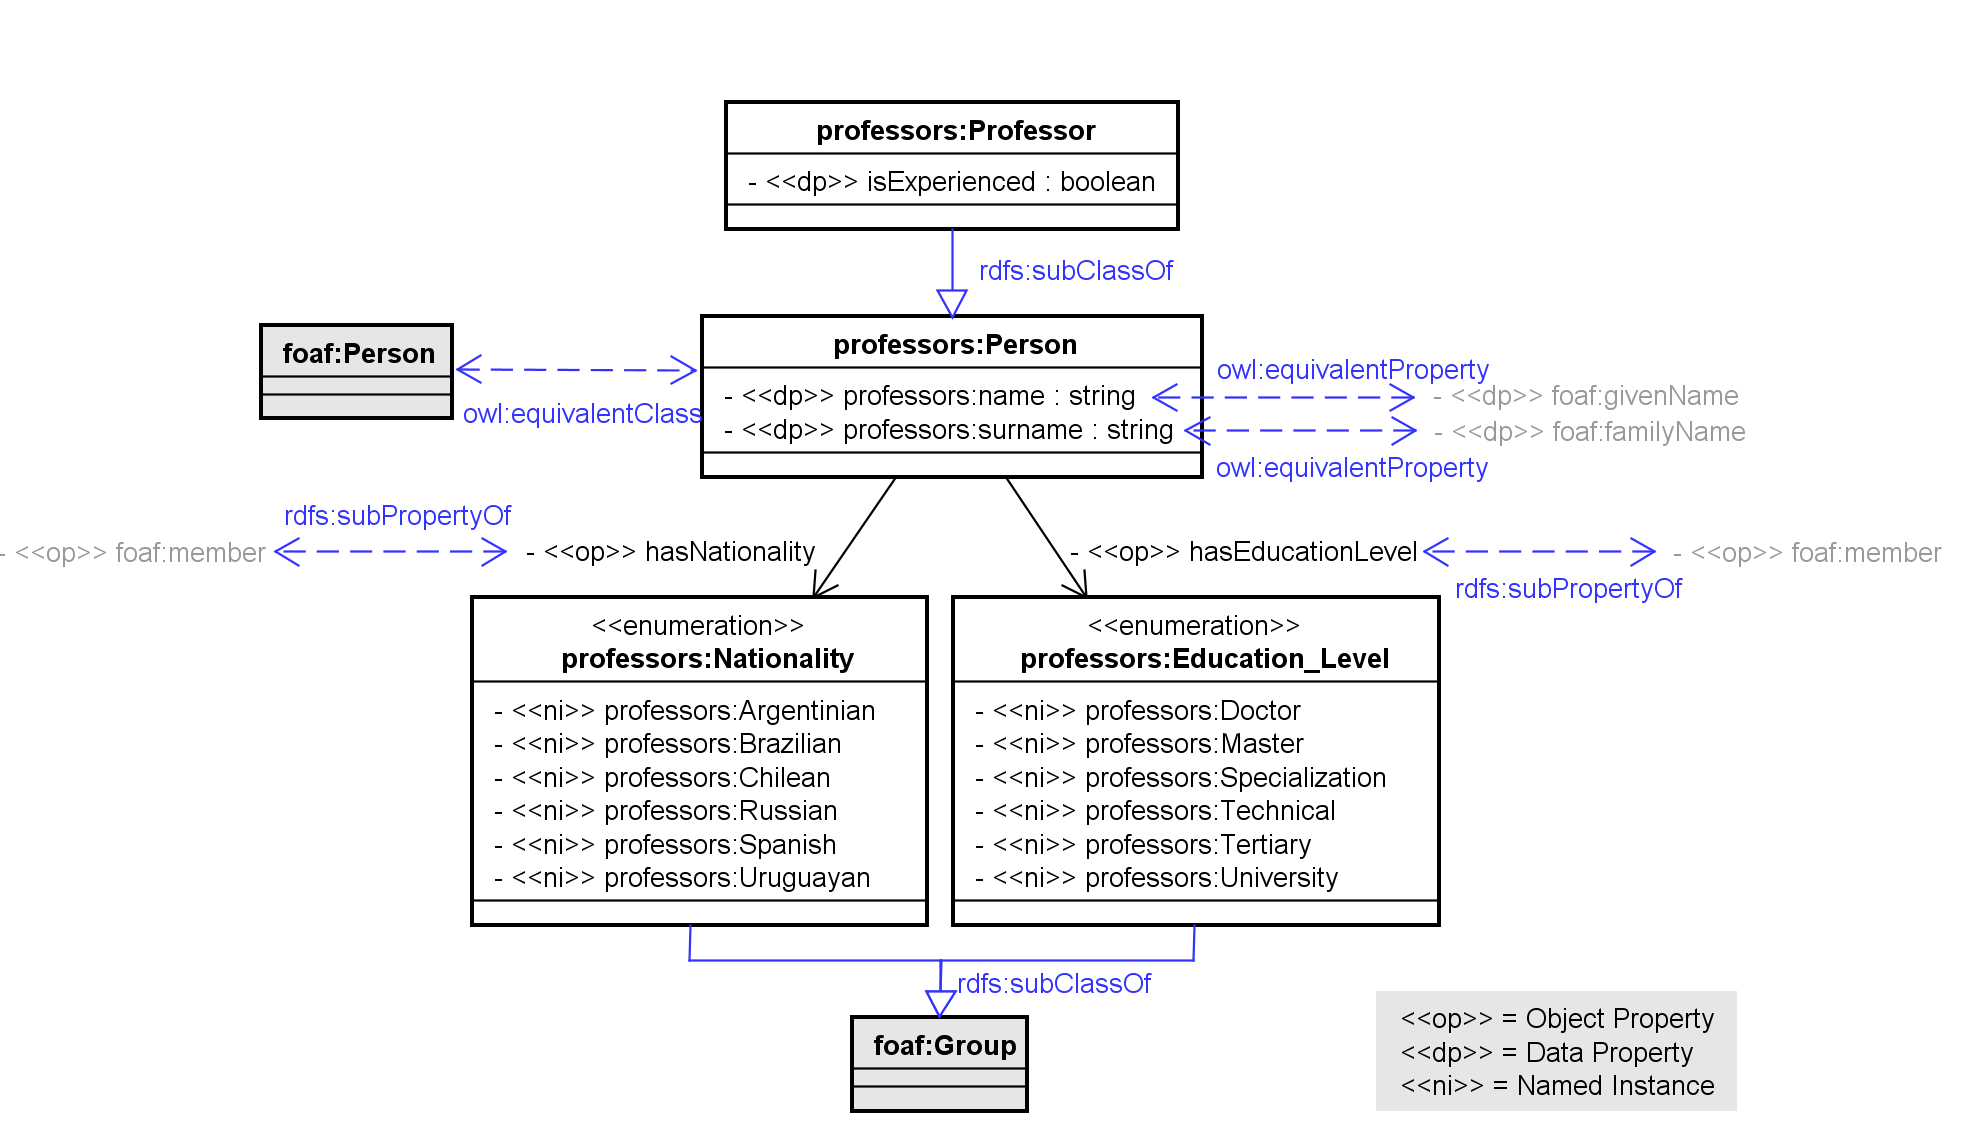 professors:Professor
- <<dp>> isExperienced : boolean
rdfs:subClassOf
foaf:Person
owl:equivalentClass
professors:Person
- <<dp>> professors:name : string
- <<dp>> professors:surname : string
owl:equivalentProperty
- <<dp>> foaf:givenName
- <<dp>> foaf:familyName
owl:equivalentProperty
rdfs:subPropertyOf
- <<op>> foaf:member
- <<op>> hasNationality
- <<op>> hasEducationLevel
- <<op>> foaf:member
rdfs:subPropertyOf
<<enumeration>>
professors:Nationality
- <<ni>> professors:Argentinian
- <<ni>> professors:Brazilian
- <<ni>> professors:Chilean
- <<ni>> professors:Russian
- <<ni>> professors:Spanish
- <<ni>> professors:Uruguayan
<<enumeration>>
professors:Education_Level
- <<ni>> professors:Doctor
- <<ni>> professors:Master
- <<ni>> professors:Specialization
- <<ni>> professors:Technical
- <<ni>> professors:Tertiary
- <<ni>> professors:University
rdfs:subClassOf
foaf:Group
<<op>> = Object Property
<<dp>> = Data Property
<<ni>> = Named Instance